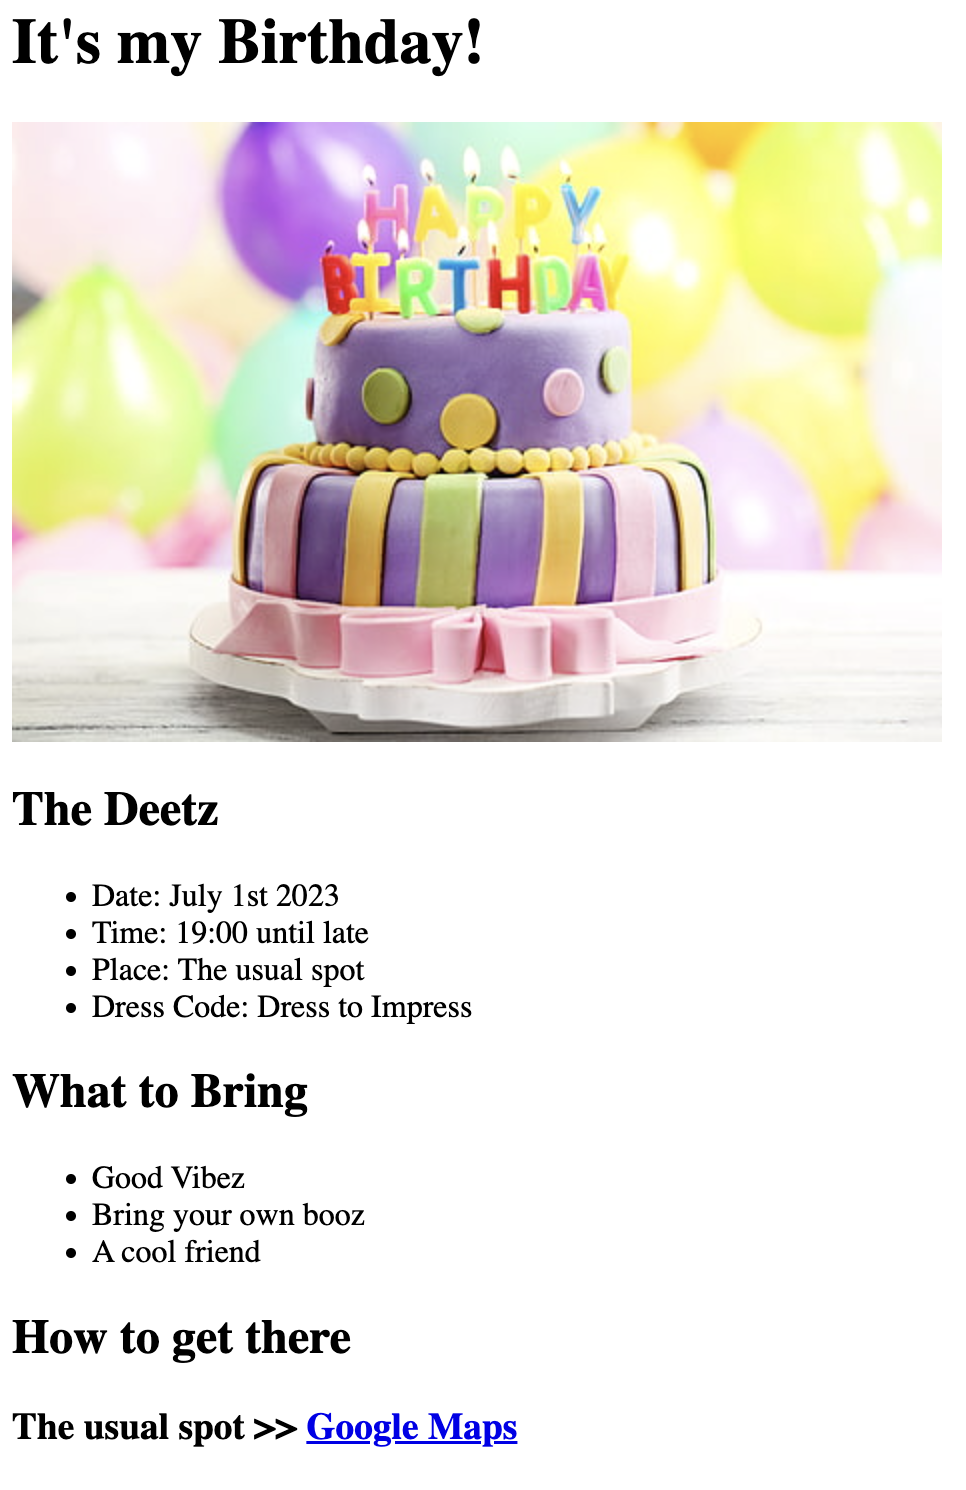 It's my Birthday!
HAPPY
BIRTHDAY
The Deetz
Date: July 1st 2023
Time: 19:00 until late
Place: The usual spot
Dress Code: Dress to Impress
What to Bring
Good Vibez
Bring your own booz
A cool friend
How to get there
The usual spot >> Google Maps